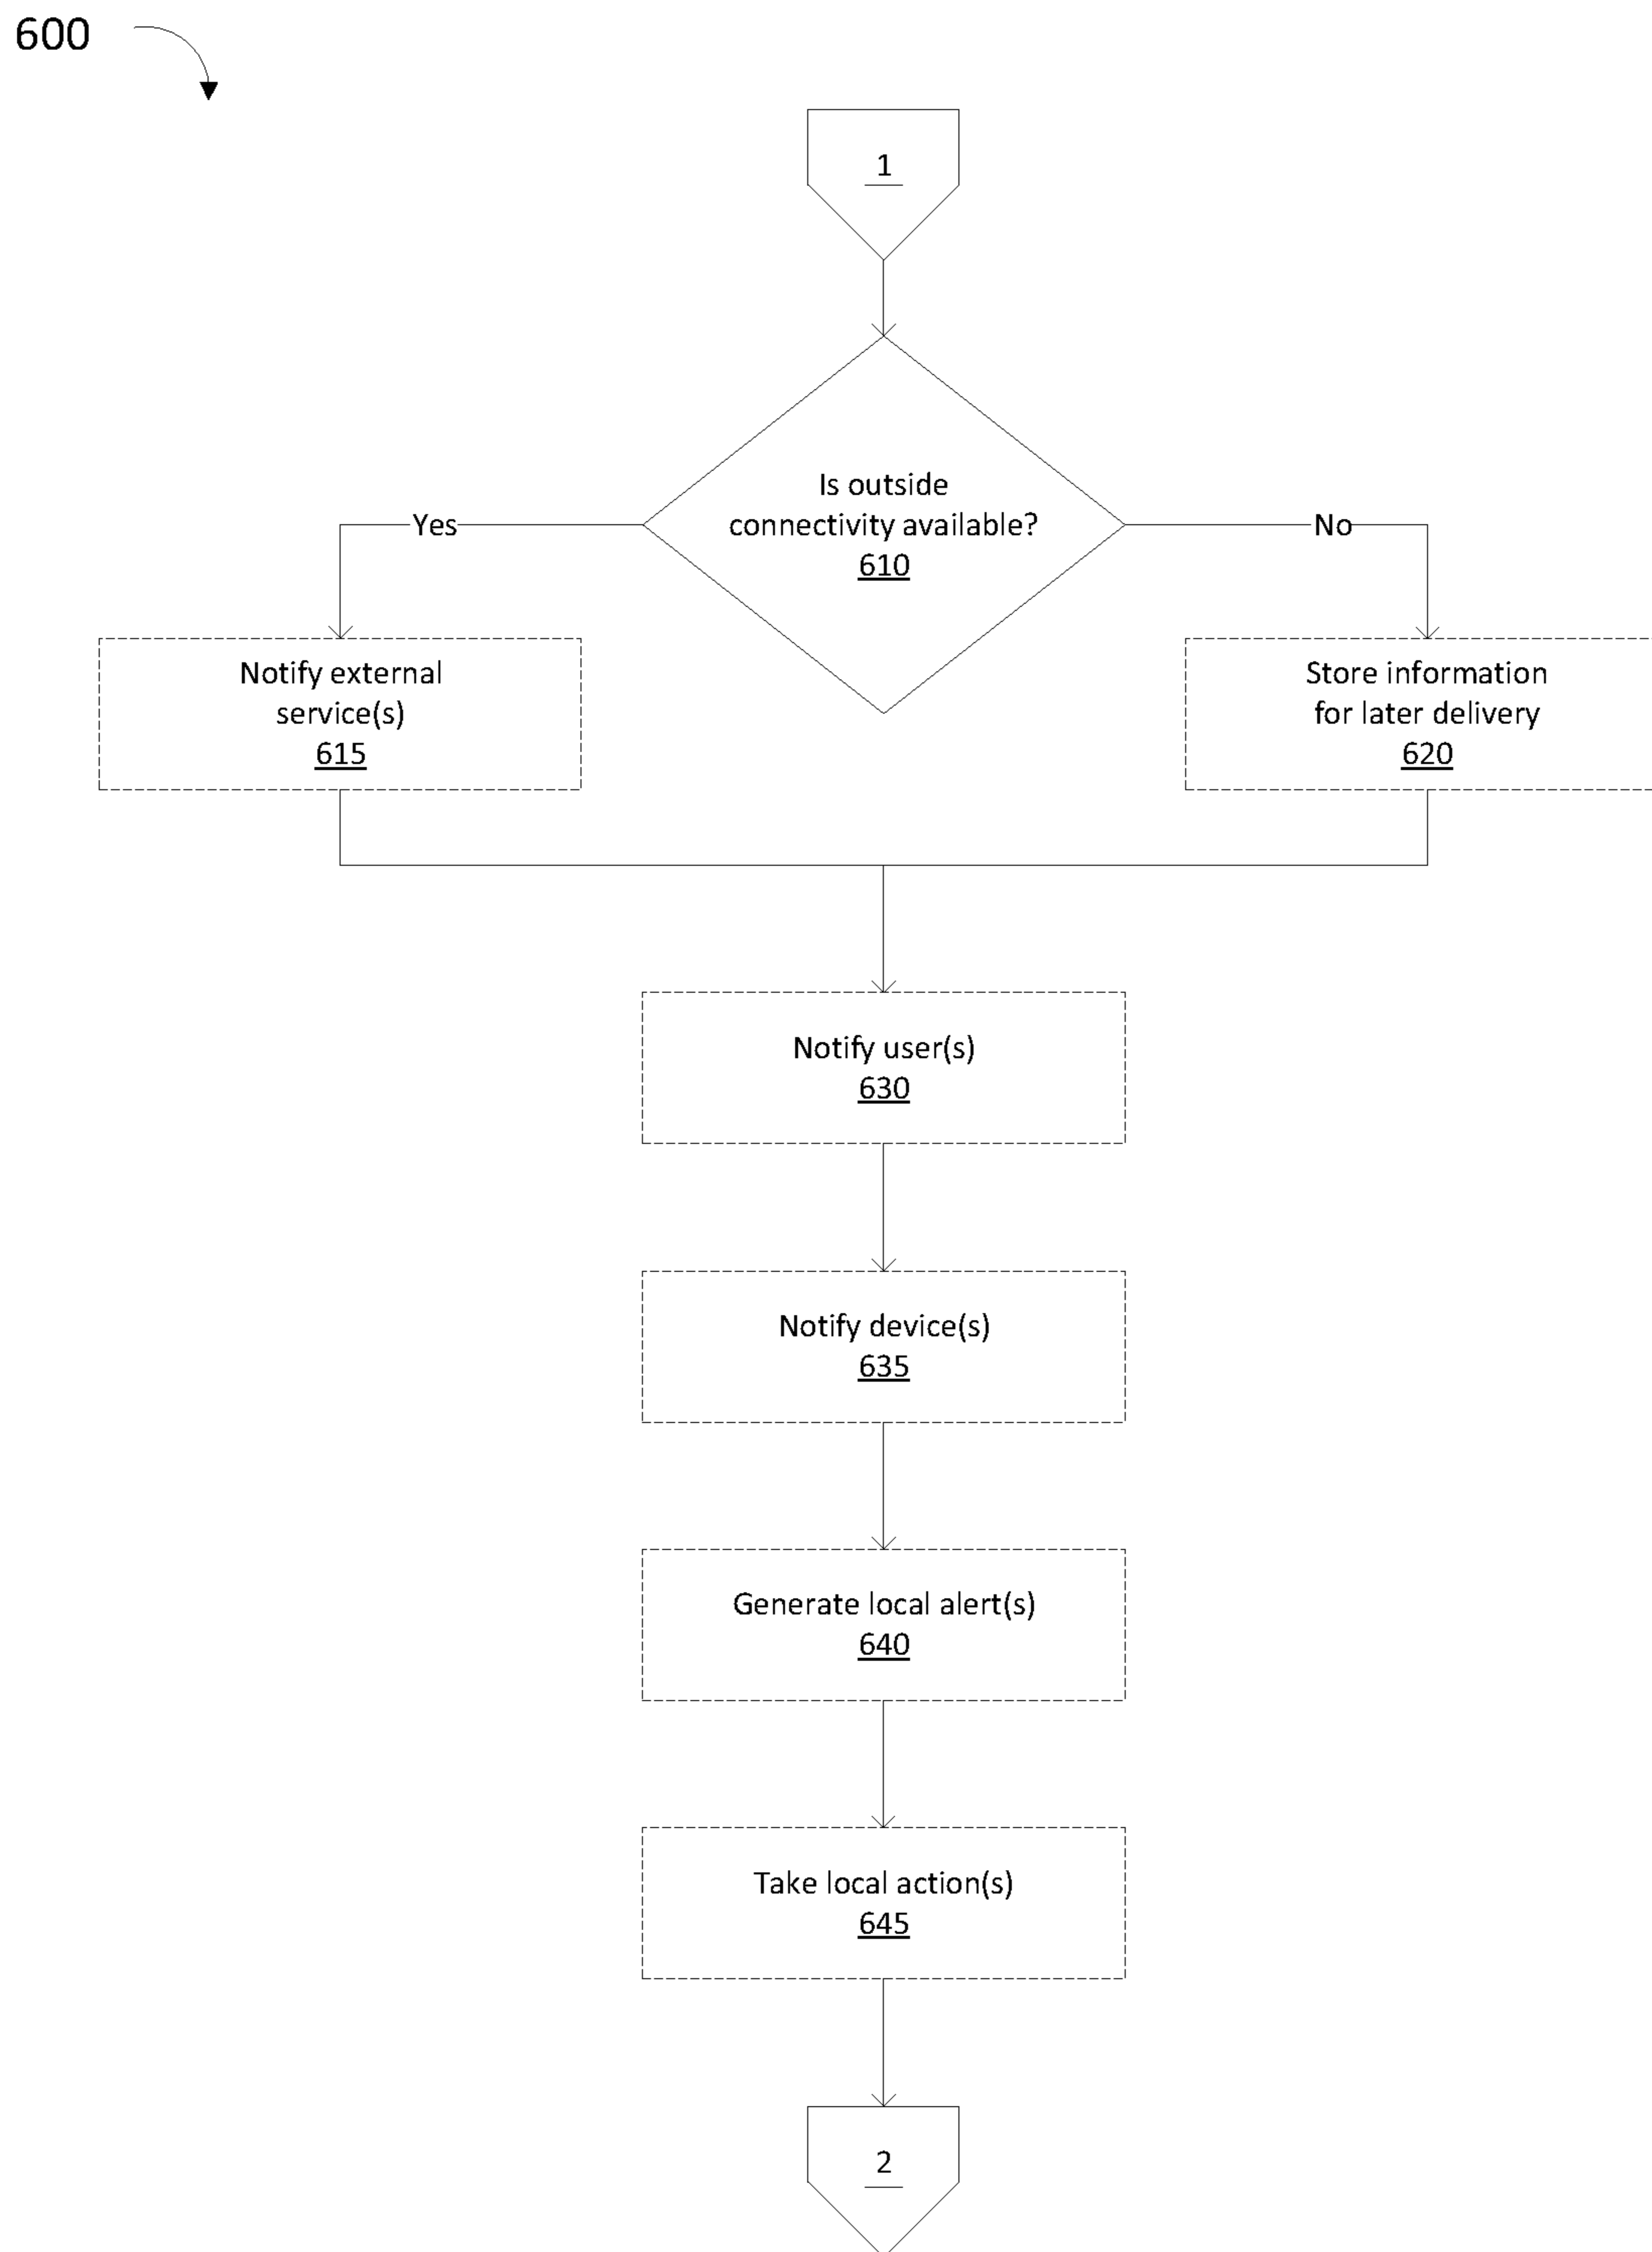 600
1
Is outside
connectivity available?
610
Yes
No
Notify external
service(s)
615
Store information
for later delivery
620
Notify user(s)
630
Notify device(s)
635
Generate local alert(s)
640
Take local action(s)
645
2